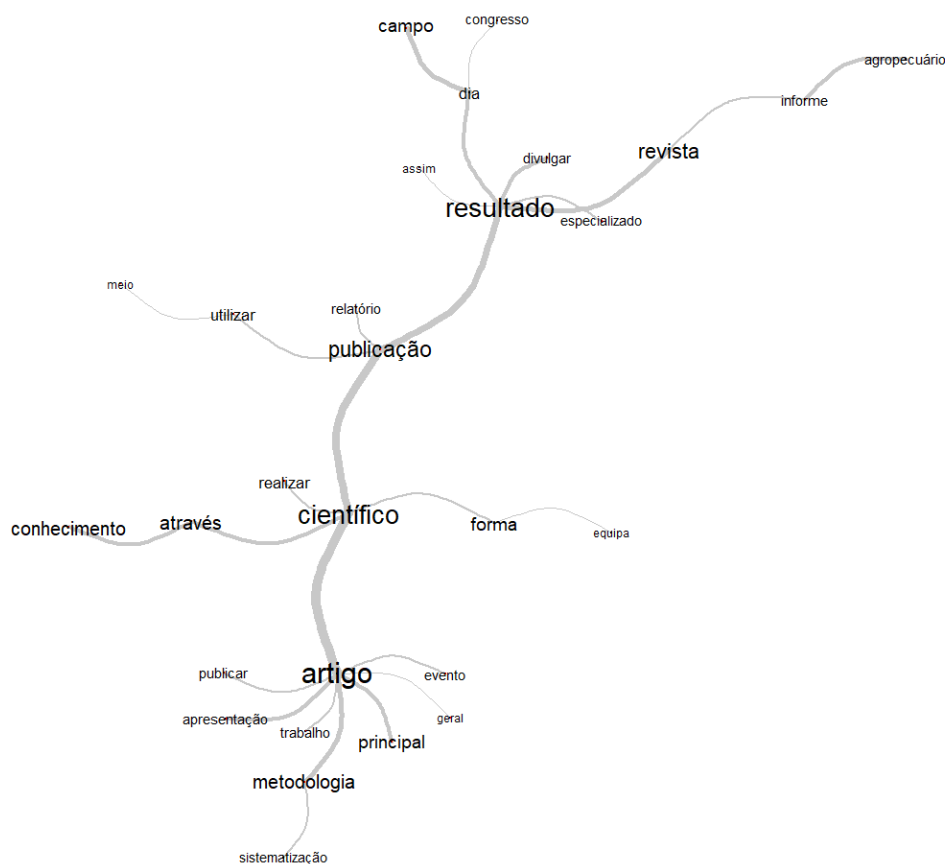 congresso
campo
agropecuário
dia
informe
revista
divulgar
assim
resultado
especializado
meio
relatório
utilizar
publicação
realizar
científico
através
forma
conhecimento
equipa
artigo
publicar
evento
apresentação
geral
trabalho
principal
metodologia
sistematização